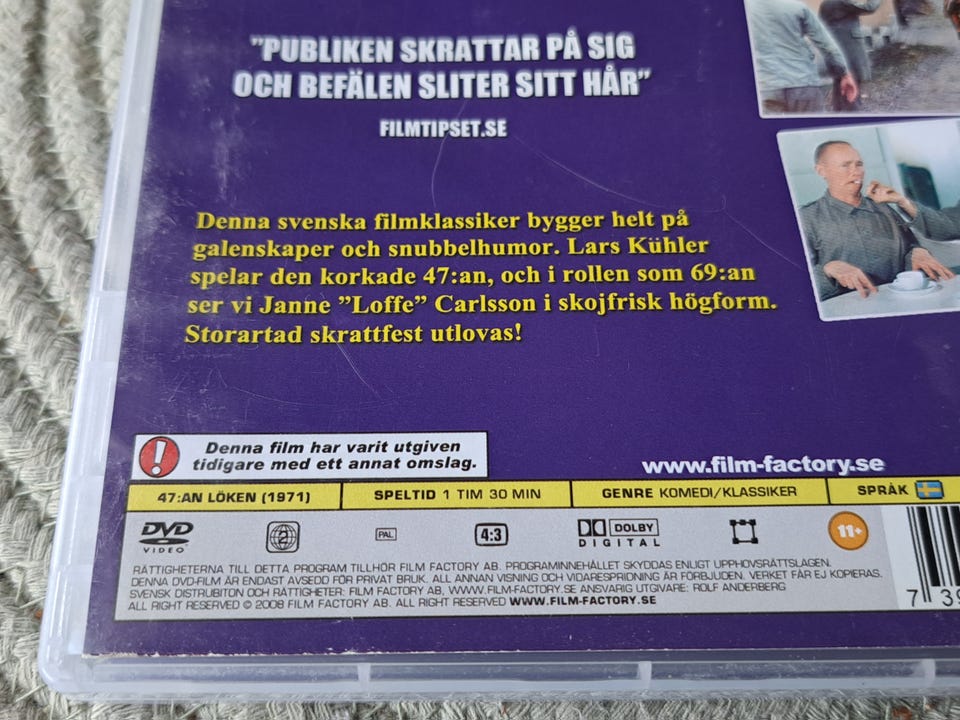 ”PUBLIKEN SKRATTAR PÅ SIG
OCH BEFÄLEN SLITER SITT HÅR”
FILMTIPSET.SE
Denna svenska filmklassiker bygger helt på
galenskaper och snubbelhumor. Lars Kühler
spelar den korkade 47:an, och i rollen som 69:an
ser vi Janne ”Loffe” Carlsson i skojfrisk högform.
Storartad skrattfest utlovas!
Denna film har varit utgiven
tidigare med ett annat omslag.
www.film-factory.se
47:AN LÖKEN (1971) SPELTID 1 TIM 30 MIN GENRE KOMEDI/KLASSIKER SPRÅK
DVD VIDEO 2 PAL 4:3 DOLBY DIGITAL 11+
RÄTTIGHETERNA TILL DETTA PROGRAM TILLHÖR FILM FACTORY AB. PROGRAMINNEHÅLLET SKYDDAS ENLIGT UPPHOVSRÄTTSLAGEN.
DENNA DVD-FILM ÄR ENDAST AVSEDD FÖR PRIVAT BRUK. ALL ANNAN VISNING OCH VIDARESPRIDNING ÄR FÖRBJUDEN. VERKET FÅR EJ KOPIERAS.
SVENSK DISTRUBITON OCH RÄTTIGHETER: FILM FACTORY AB, WWW.FILM-FACTORY.SE ANSVARIG UTGIVARE: ROLF ANDERBERG
ALL RIGHT RESERVED © 2008 FILM FACTORY AB. ALL RIGHT RESERVED WWW.FILM-FACTORY.SE
7 39